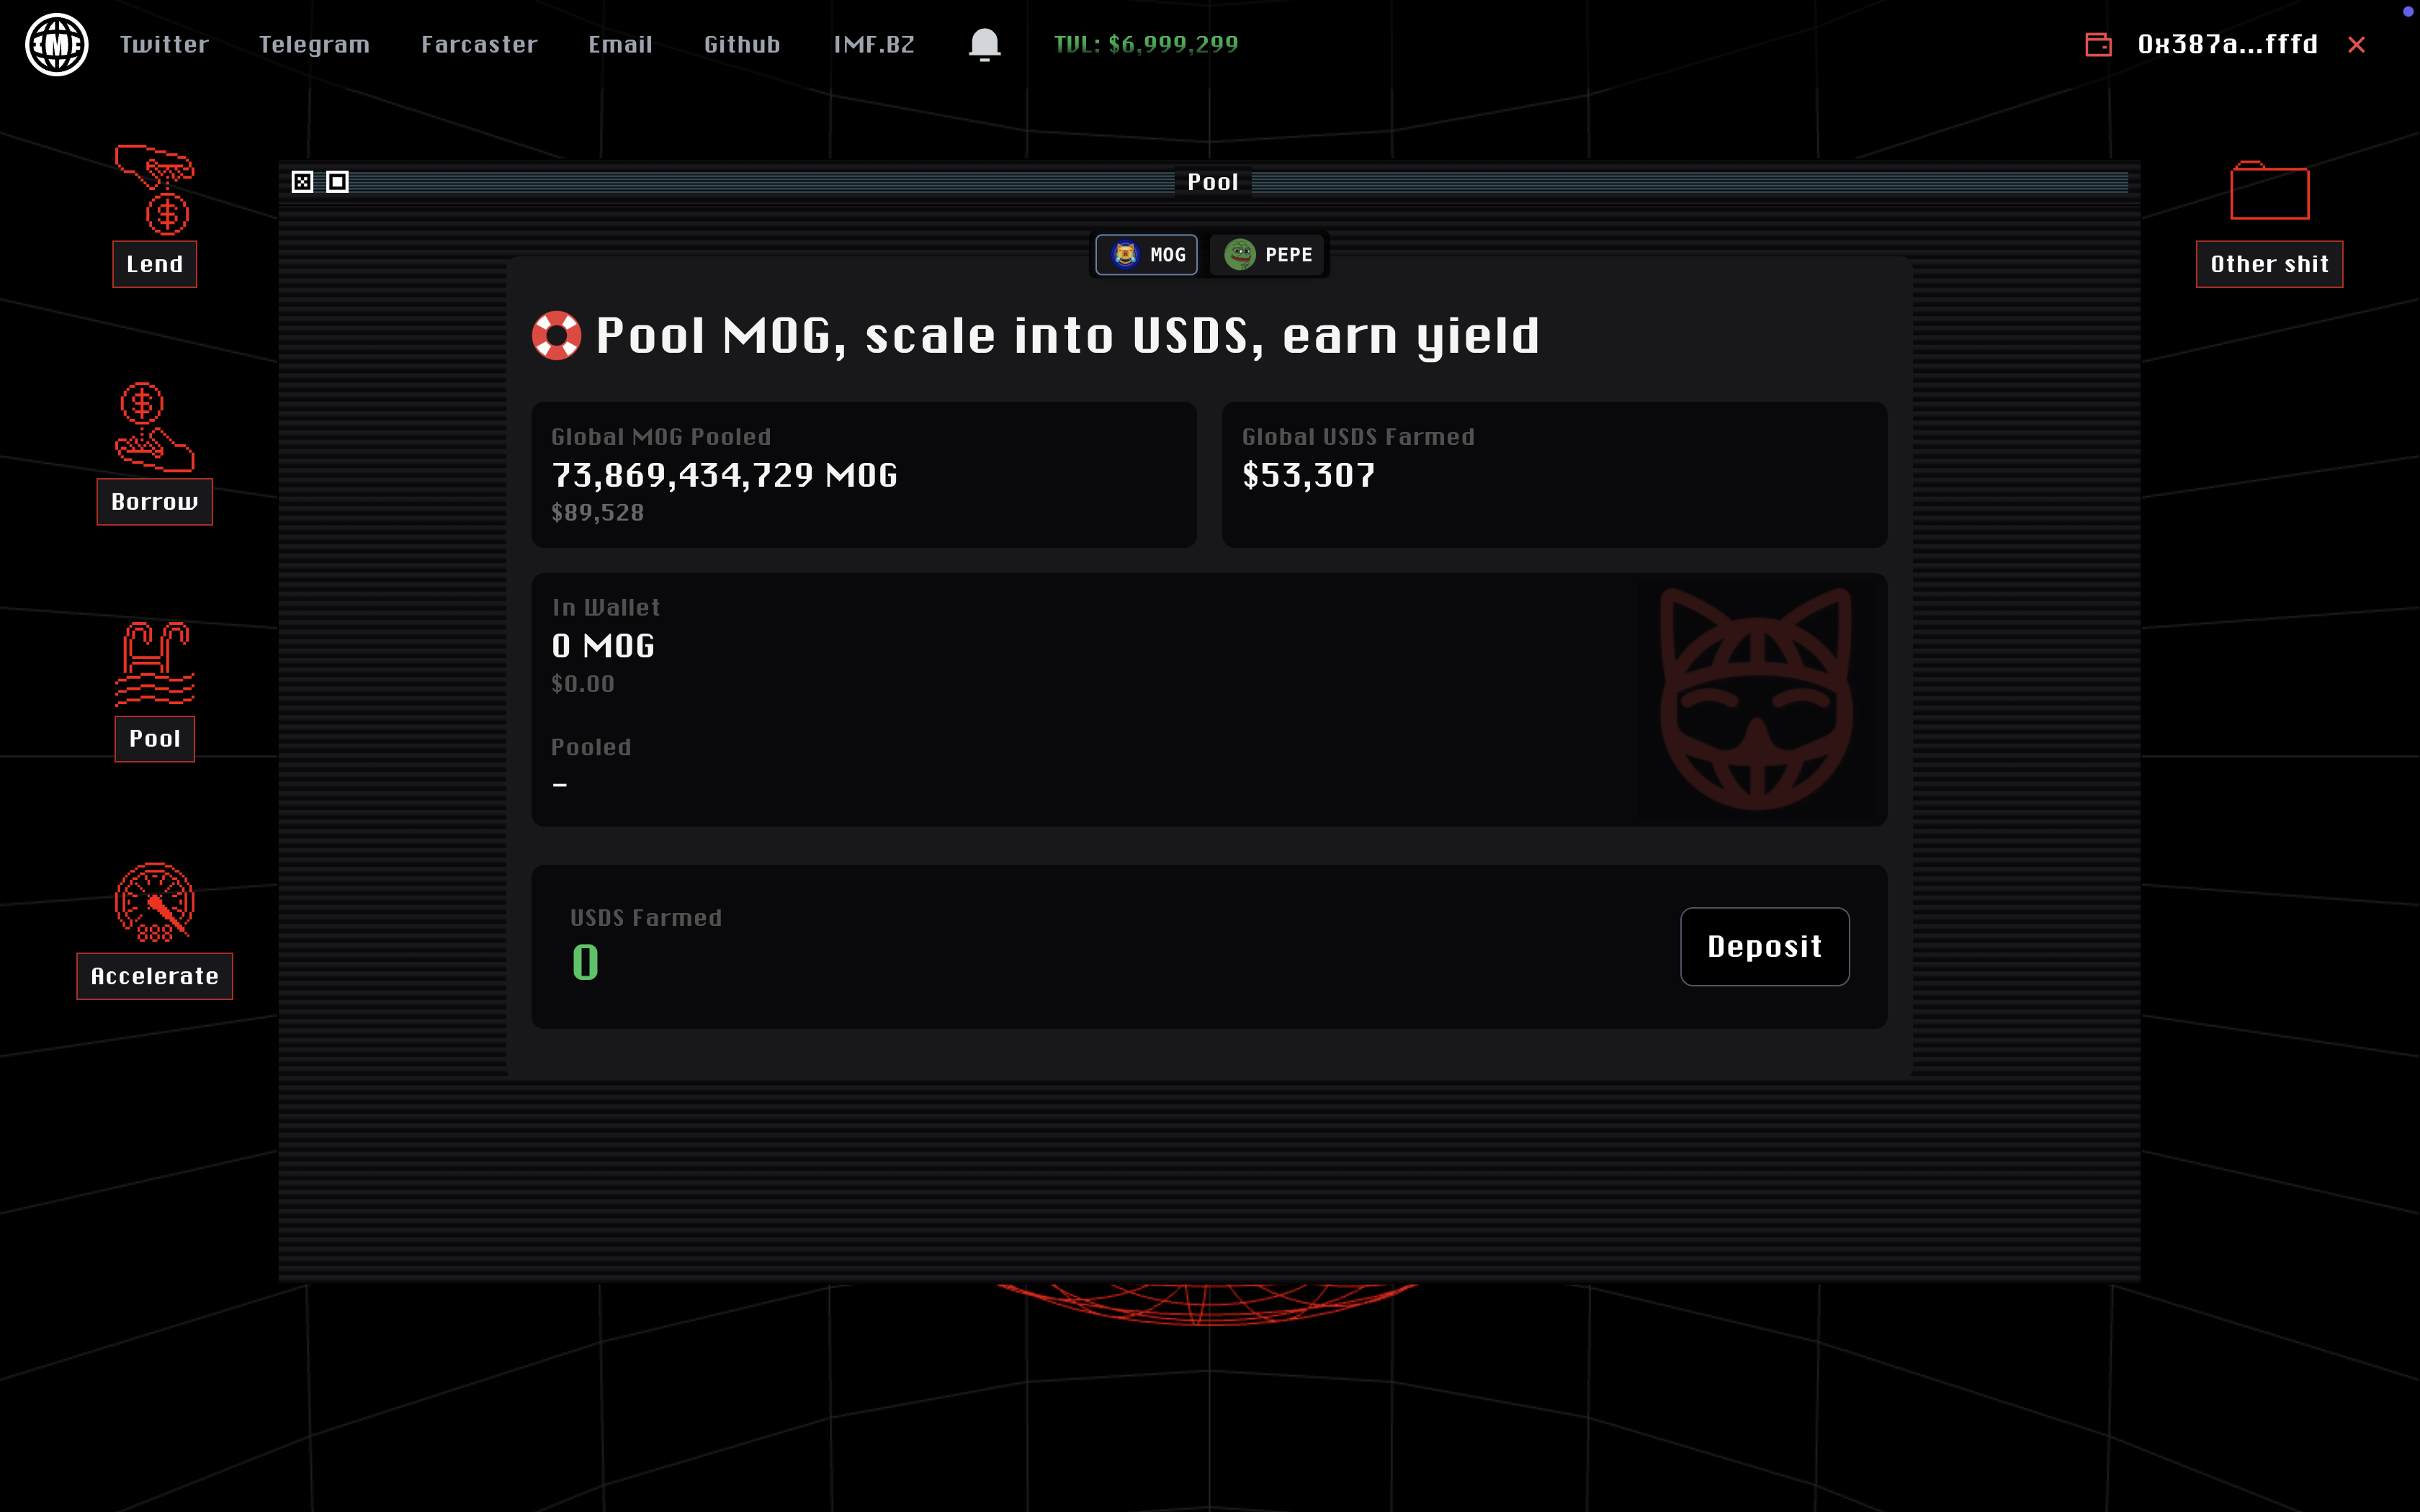 IMF
Twitter
Telegram
Farcaster
Email
Github
IMF.BZ
TVL: $6,999,299
0x387a...fffd
Lend
Borrow
Pool
Accelerate
Other shit
Pool
MOG
PEPE
Pool MOG, scale into USDS, earn yield
Global MOG Pooled
73,869,434,729 MOG
$89,528
Global USDS Farmed
$53,307
In Wallet
0 MOG
$0.00
Pooled
–
USDS Farmed
0
Deposit